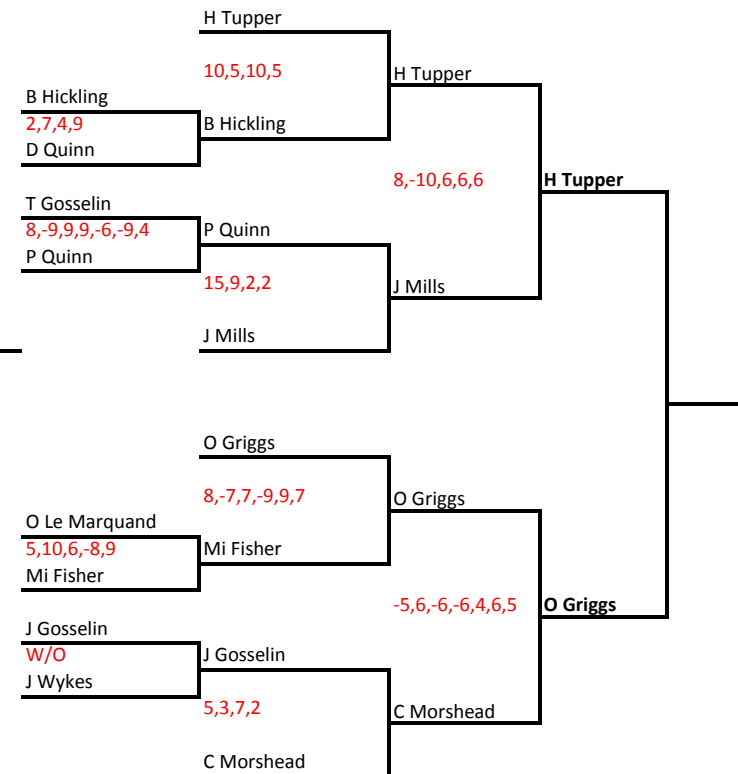 H Tupper
10,5,10,5
H Tupper
B Hickling
2,7,4,9
B Hickling
D Quinn
8,-10,6,6,6
H Tupper
T Gosselin
8,-9,9,9,-6,-9,4
P Quinn
P Quinn
15,9,2,2
J Mills
J Mills
O Griggs
8,-7,7,-9,9,7
O Griggs
O Le Marquand
5,10,6,-8,9
Mi Fisher
Mi Fisher
-5,6,-6,-6,4,6,5
O Griggs
J Gosselin
W/O
J Gosselin
J Wykes
5,3,7,2
C Morshead
C Morshead